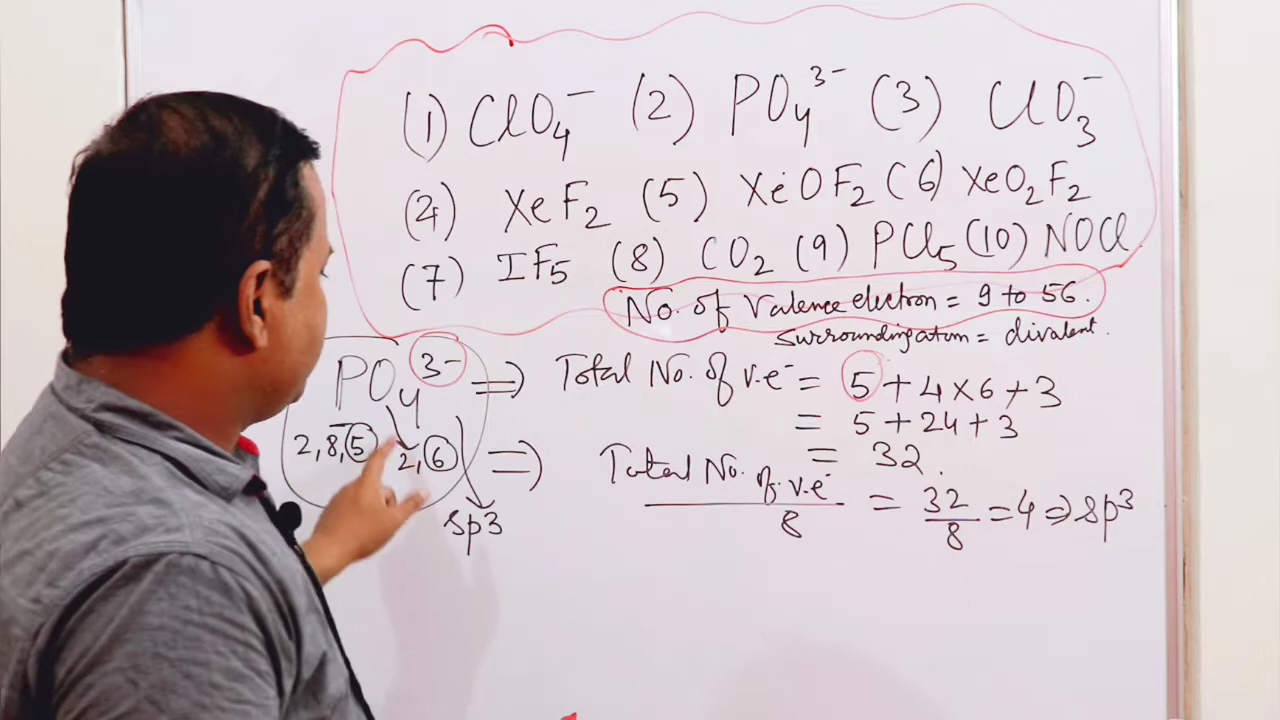 (1) ClO₄⁻ (2) PO₄³⁻ (3) ClO₃⁻
(4) XeF₂ (5) XeOF₂ (6) XeO₂F₂
(7) IF₅ (8) CO₂ (9) PCl₅ (10) NOCl
No. of Valence electron = 9 to 56.
Surrounding atom = divalent.
PO₄³⁻ ⇒ Total No. of v.e⁻ = 5 + 4 × 6 + 3
= 5 + 24 + 3
2, 8, 5 2, 6 ⇒ = 32.
Total No. of v.e⁻ / 8 = 32/8 = 4 ⇒ sp³
sp3